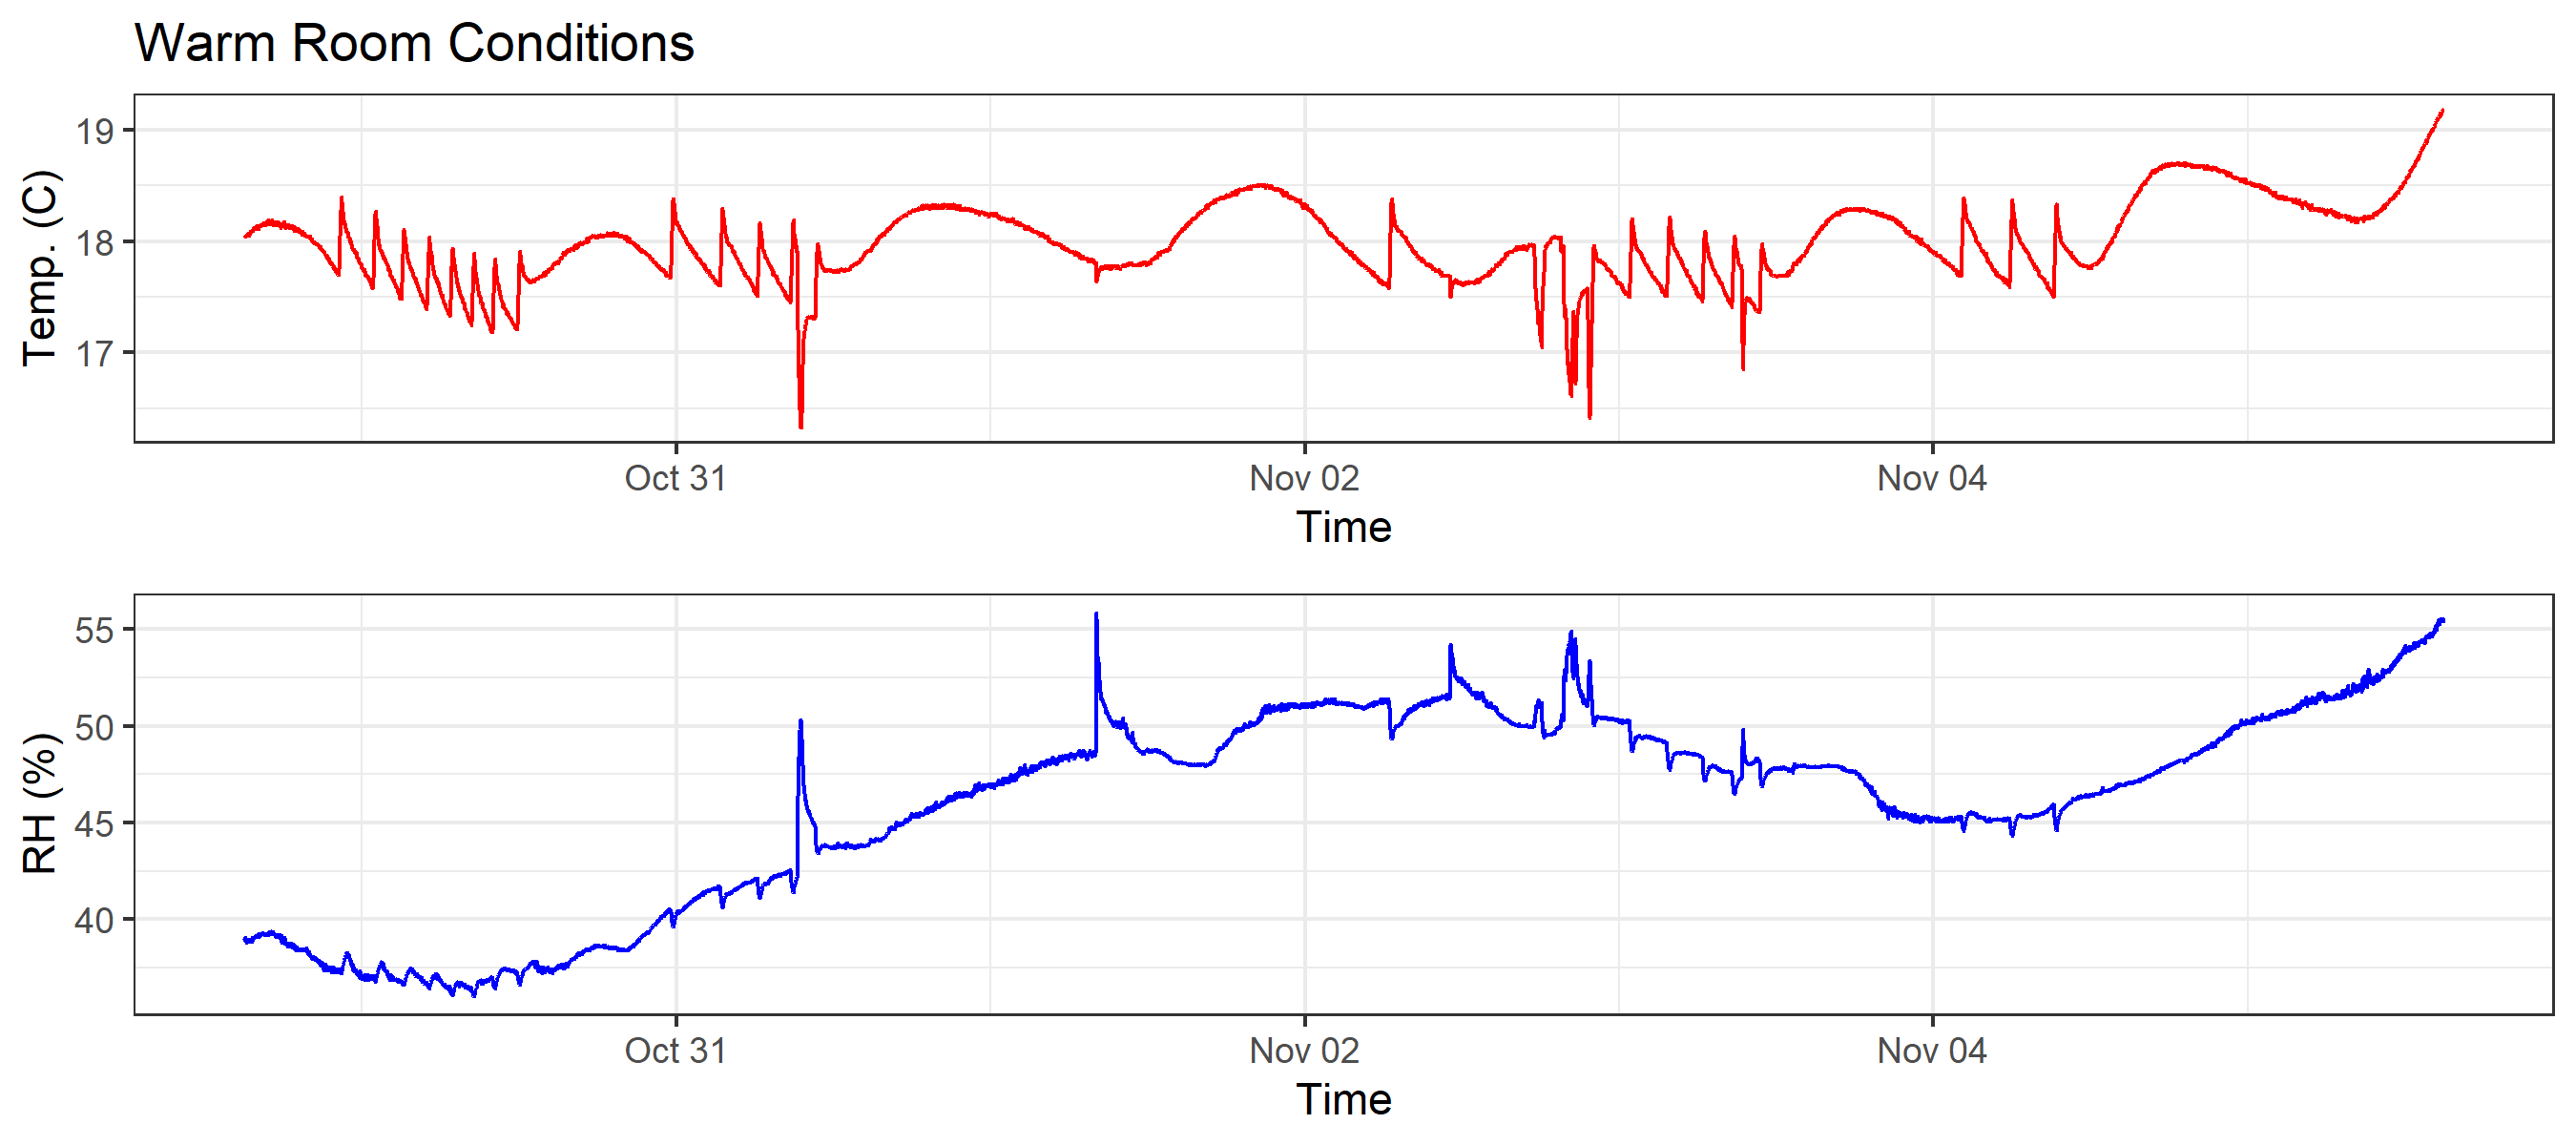 Warm Room Conditions
Temp. (C)
19
18
17
Oct 31
Nov 02
Nov 04
Time
RH (%)
55
50
45
40
Oct 31
Nov 02
Nov 04
Time